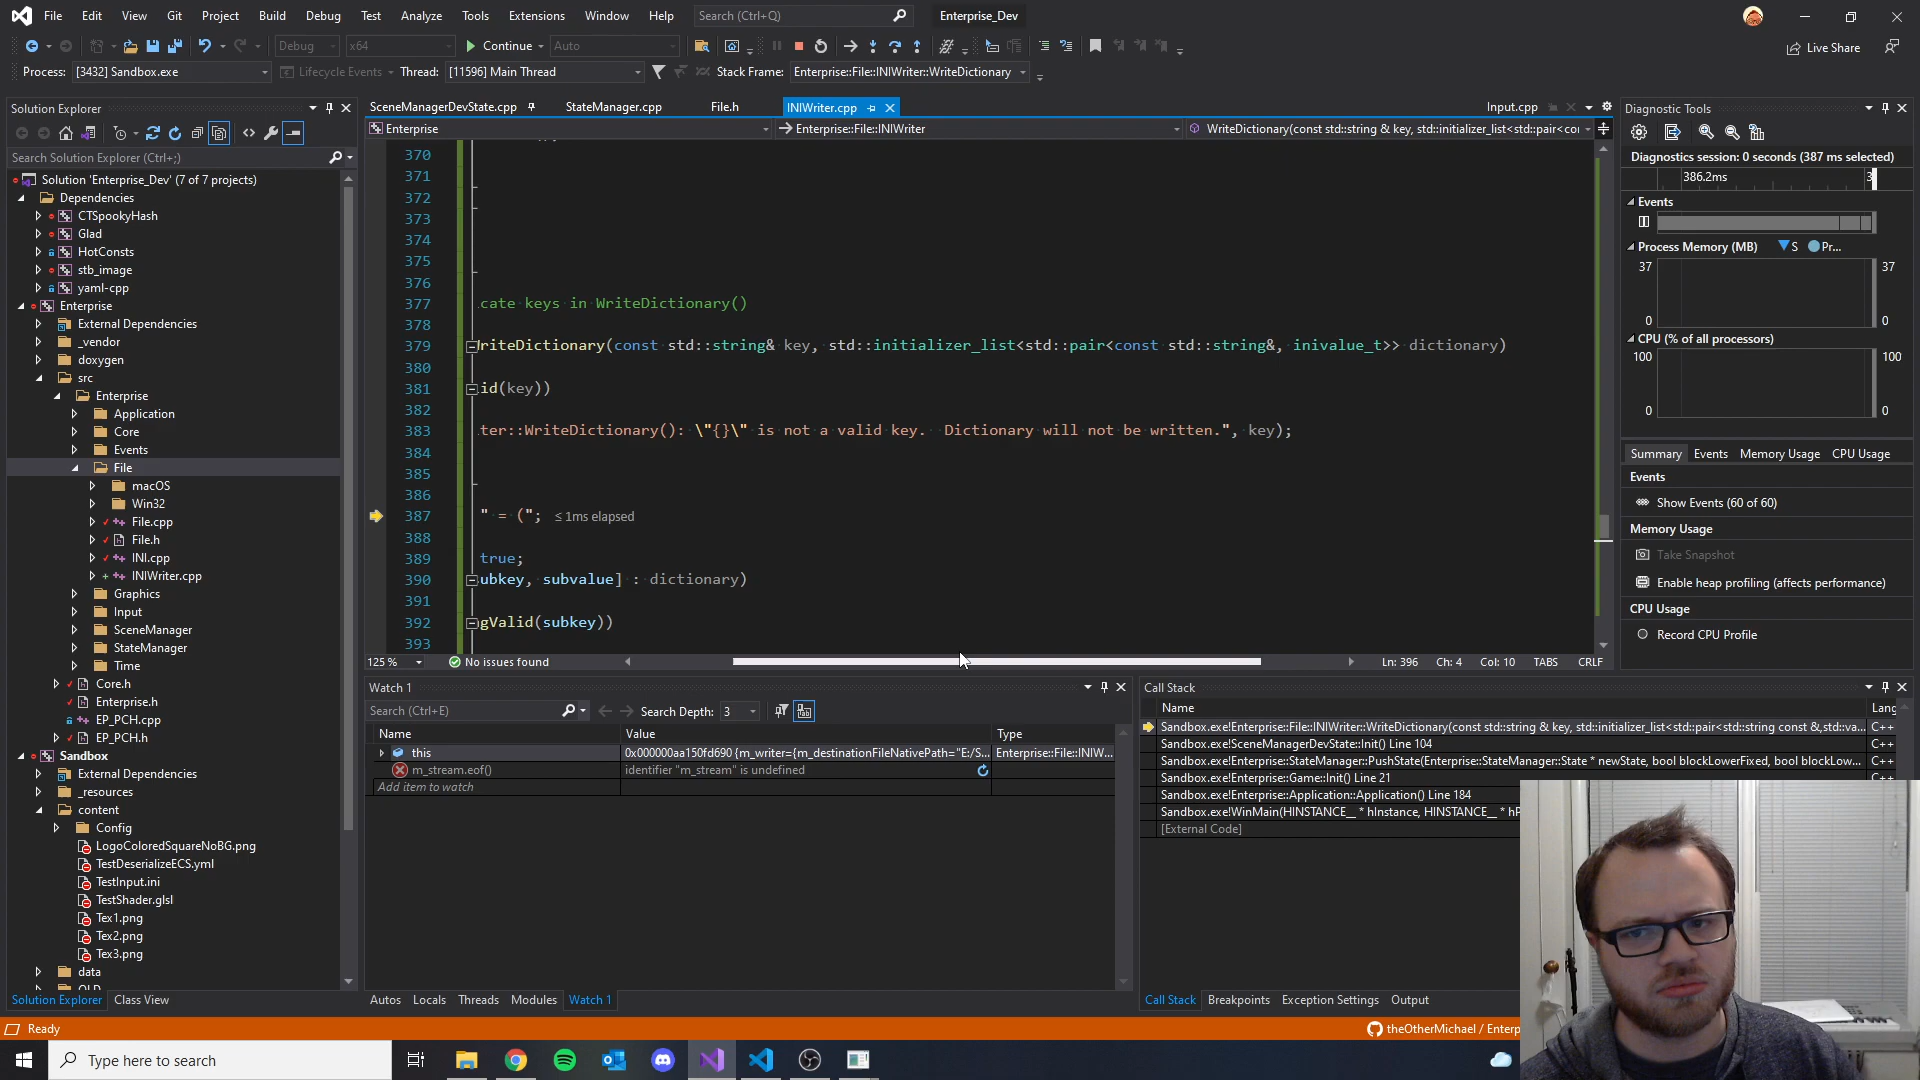 File Edit View Git Project Build Debug Test Analyze Tools Extensions Window Help Search (Ctrl+Q) Enterprise_Dev
Debug x64 Continue Auto Live Share
Process: [3432] Sandbox.exe Lifecycle Events Thread: [11596] Main Thread Stack Frame: Enterprise::File::INIWriter::WriteDictionary
Solution Explorer
Search Solution Explorer (Ctrl+;)
Solution 'Enterprise_Dev' (7 of 7 projects)
Dependencies
CTSpookyHash
Glad
HotConsts
stb_image
yaml-cpp
Enterprise
External Dependencies
_vendor
doxygen
src
Enterprise
Application
Core
Events
File
macOS
Win32
File.cpp
File.h
INI.cpp
INIWriter.cpp
Graphics
Input
SceneManager
StateManager
Time
Core.h
Enterprise.h
EP_PCH.cpp
EP_PCH.h
Sandbox
External Dependencies
_resources
content
Config
LogoColoredSquareNoBG.png
TestDeserializeECS.yml
TestInput.ini
TestShader.glsl
Tex1.png
Tex2.png
Tex3.png
data
OLD
Solution Explorer Class View
SceneManagerDevState.cpp StateManager.cpp File.h INIWriter.cpp Input.cpp
Enterprise Enterprise::File::INIWriter WriteDictionary(const std::string & key, std::initializer_list<std::pair<con
370
371
372
373
374
375
376
377 cate keys in WriteDictionary()
378
379 riteDictionary(const std::string& key, std::initializer_list<std::pair<const std::string&, inivalue_t>> dictionary)
380
381 id(key))
382
383 ter::WriteDictionary(): \"{}\" is not a valid key.  Dictionary will not be written.", key);
384
385
386
387 " = ("; ≤ 1ms elapsed
388
389 true;
390 ubkey, subvalue] : dictionary)
391
392 gValid(subkey))
393
125 % No issues found Ln: 396 Ch: 4 Col: 10 TABS CRLF
Watch 1
Search (Ctrl+E) Search Depth: 3
Name Value Type
this 0x000000aa150fd690 {m_writer={m_destinationFileNativePath="E:/S... Enterprise::File::INIW...
m_stream.eof() identifier "m_stream" is undefined
Add item to watch
Autos Locals Threads Modules Watch 1
Call Stack
Name Lang
Sandbox.exe!Enterprise::File::INIWriter::WriteDictionary(const std::string & key, std::initializer_list<std::pair<std::string const &,std::va... C++
Sandbox.exe!SceneManagerDevState::Init() Line 104 C++
Sandbox.exe!Enterprise::StateManager::PushState(Enterprise::StateManager::State * newState, bool blockLowerFixed, bool blockLow... C++
Sandbox.exe!Enterprise::Game::Init() Line 21 C++
Sandbox.exe!Enterprise::Application::Application() Line 184
Sandbox.exe!WinMain(HINSTANCE__ * hInstance, HINSTANCE__ * hP
[External Code]
Call Stack Breakpoints Exception Settings Output
Diagnostic Tools
Diagnostics session: 0 seconds (387 ms selected)
386.2ms 3
Events
Process Memory (MB) S Pr...
37 37
0 0
CPU (% of all processors)
100 100
0 0
Summary Events Memory Usage CPU Usage
Events
Show Events (60 of 60)
Memory Usage
Take Snapshot
Enable heap profiling (affects performance)
CPU Usage
Record CPU Profile
Ready theOtherMichael / Enterp
Type here to search